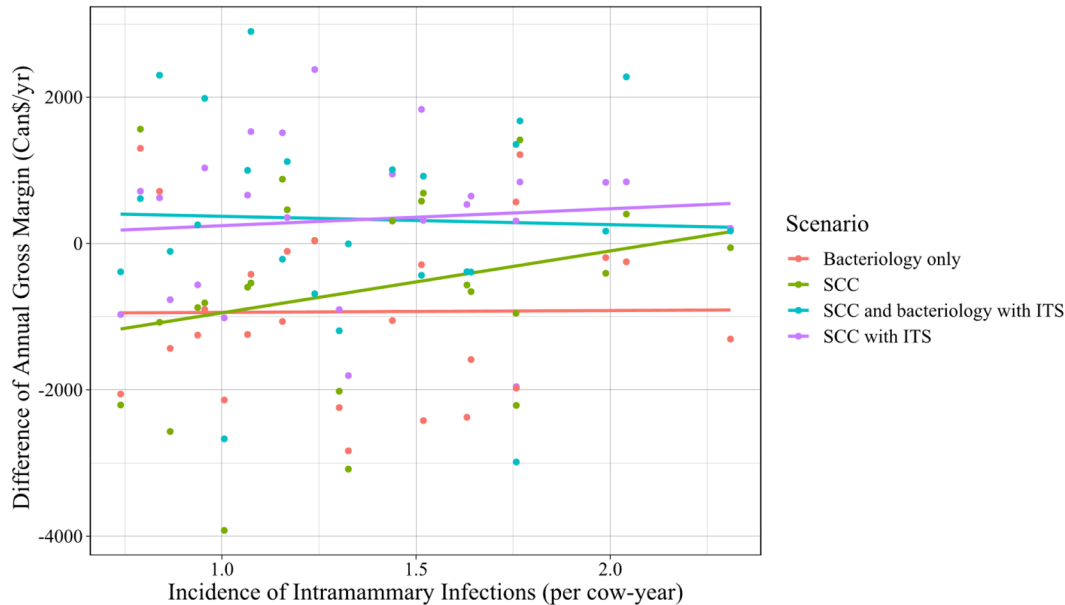 Difference of Annual Gross Margin (Can$/yr)
2000
0
-2000
-4000
1.0
1.5
2.0
Incidence of Intramammary Infections (per cow-year)
Scenario
Bacteriology only
SCC
SCC and bacteriology with ITS
SCC with ITS